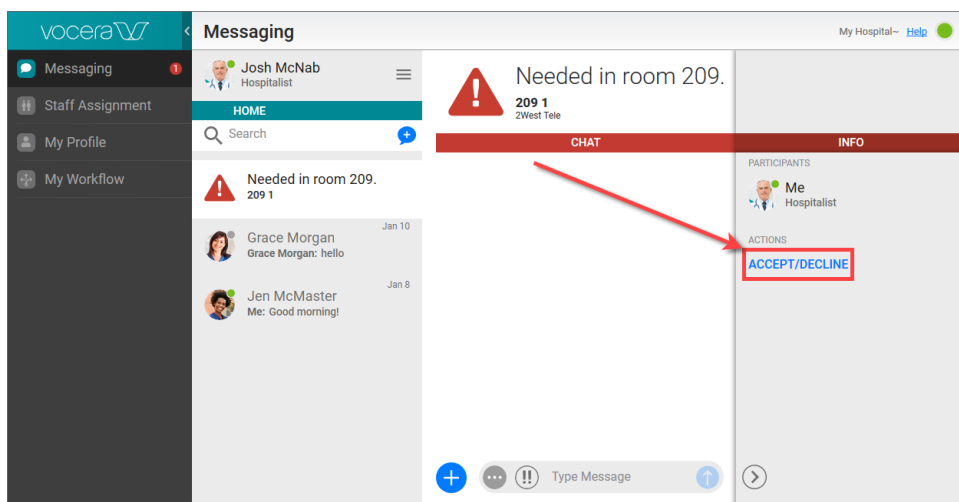 vocera
Messaging
My Hospital~ Help
Messaging 1
Staff Assignment
My Profile
My Workflow
Josh McNab
Hospitalist
HOME
Search
Needed in room 209.
209 1
Jan 10
Grace Morgan
Grace Morgan: hello
Jan 8
Jen McMaster
Me: Good morning!
Needed in room 209.
209 1
2West Tele
CHAT
Type Message
INFO
PARTICIPANTS
Me
Hospitalist
ACTIONS
ACCEPT/DECLINE